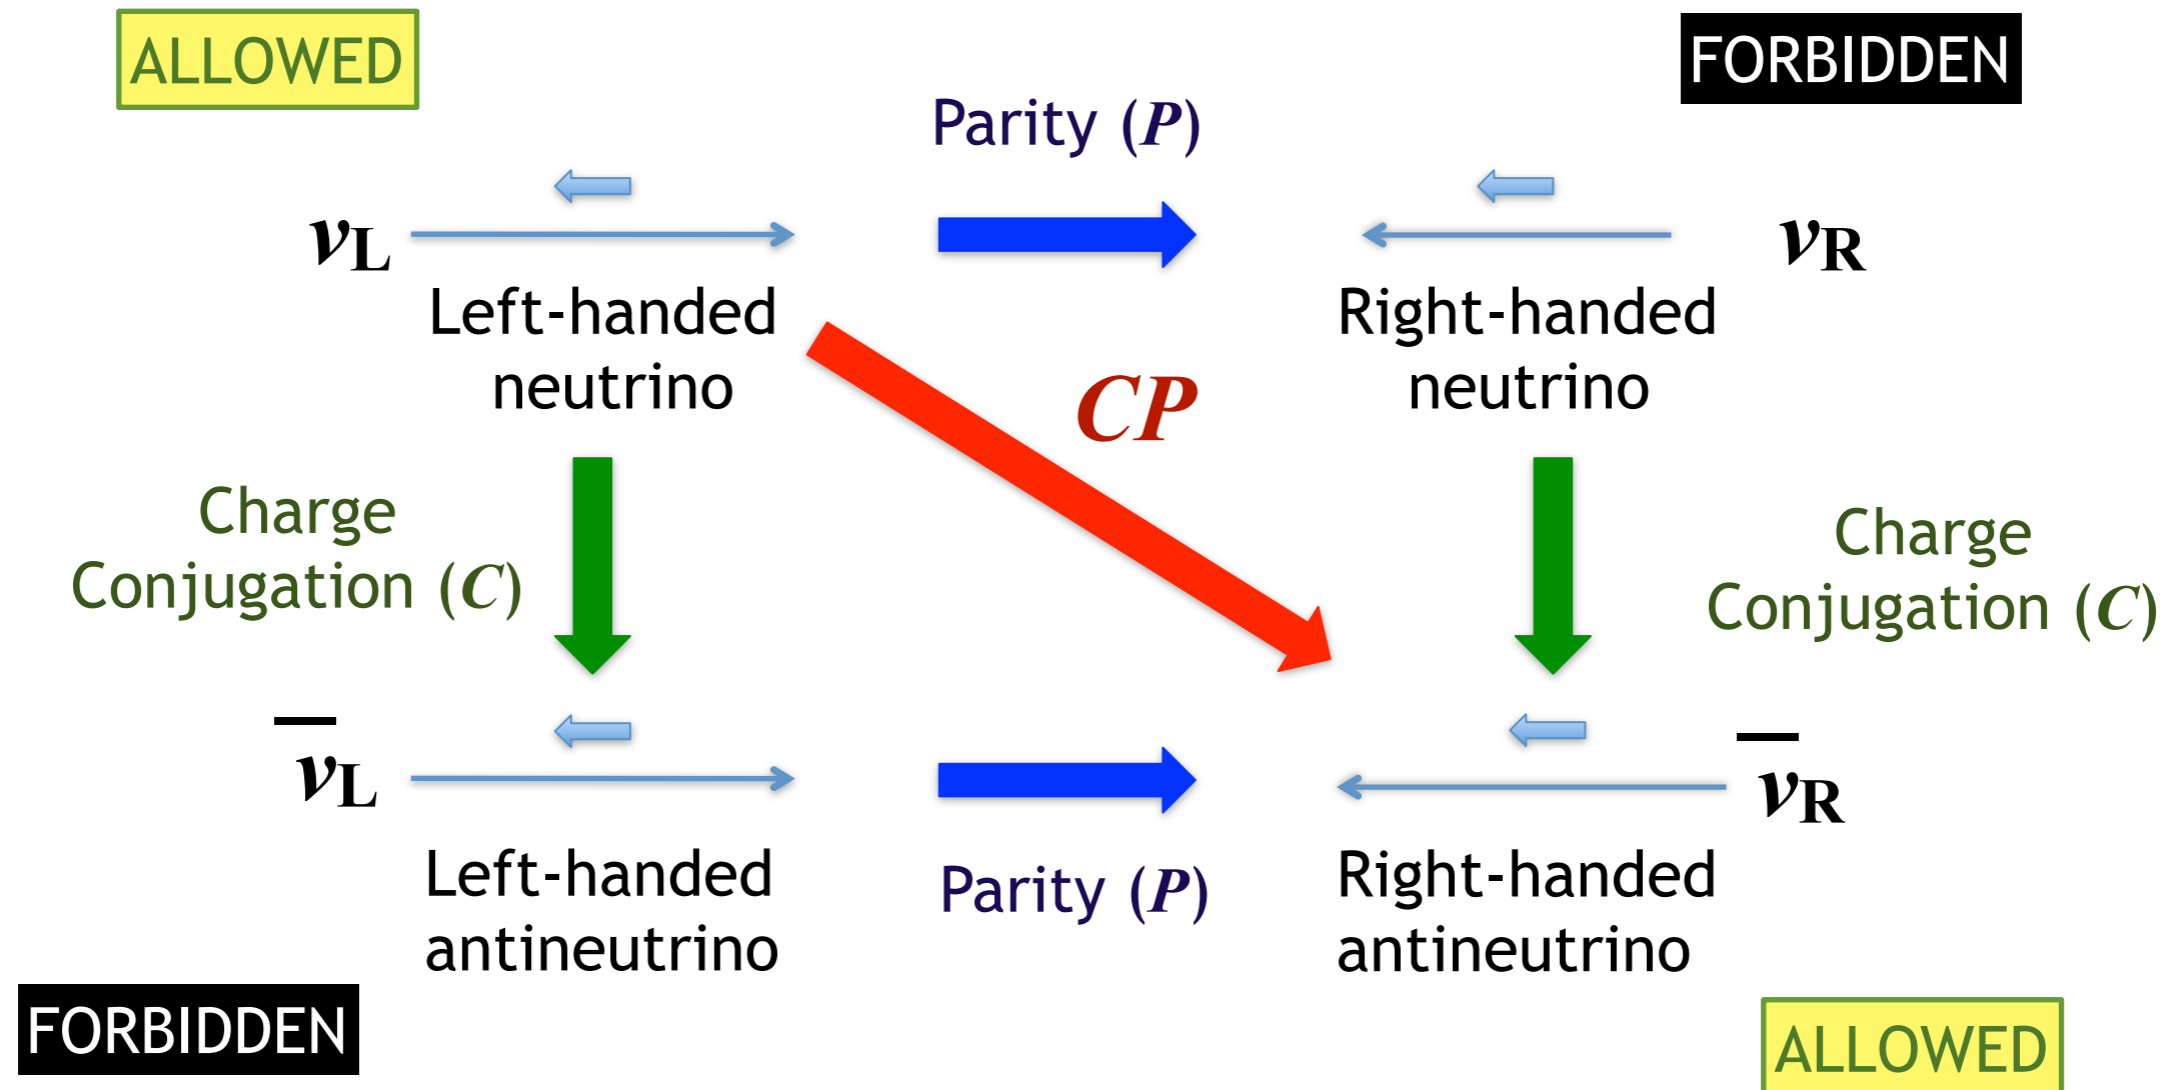 ALLOWED
FORBIDDEN
Parity (P)
νL
νR
Left-handed
neutrino
Right-handed
neutrino
CP
Charge
Conjugation (C)
Charge
Conjugation (C)
ν̅L
ν̅R
Left-handed
antineutrino
Parity (P)
Right-handed
antineutrino
FORBIDDEN
ALLOWED